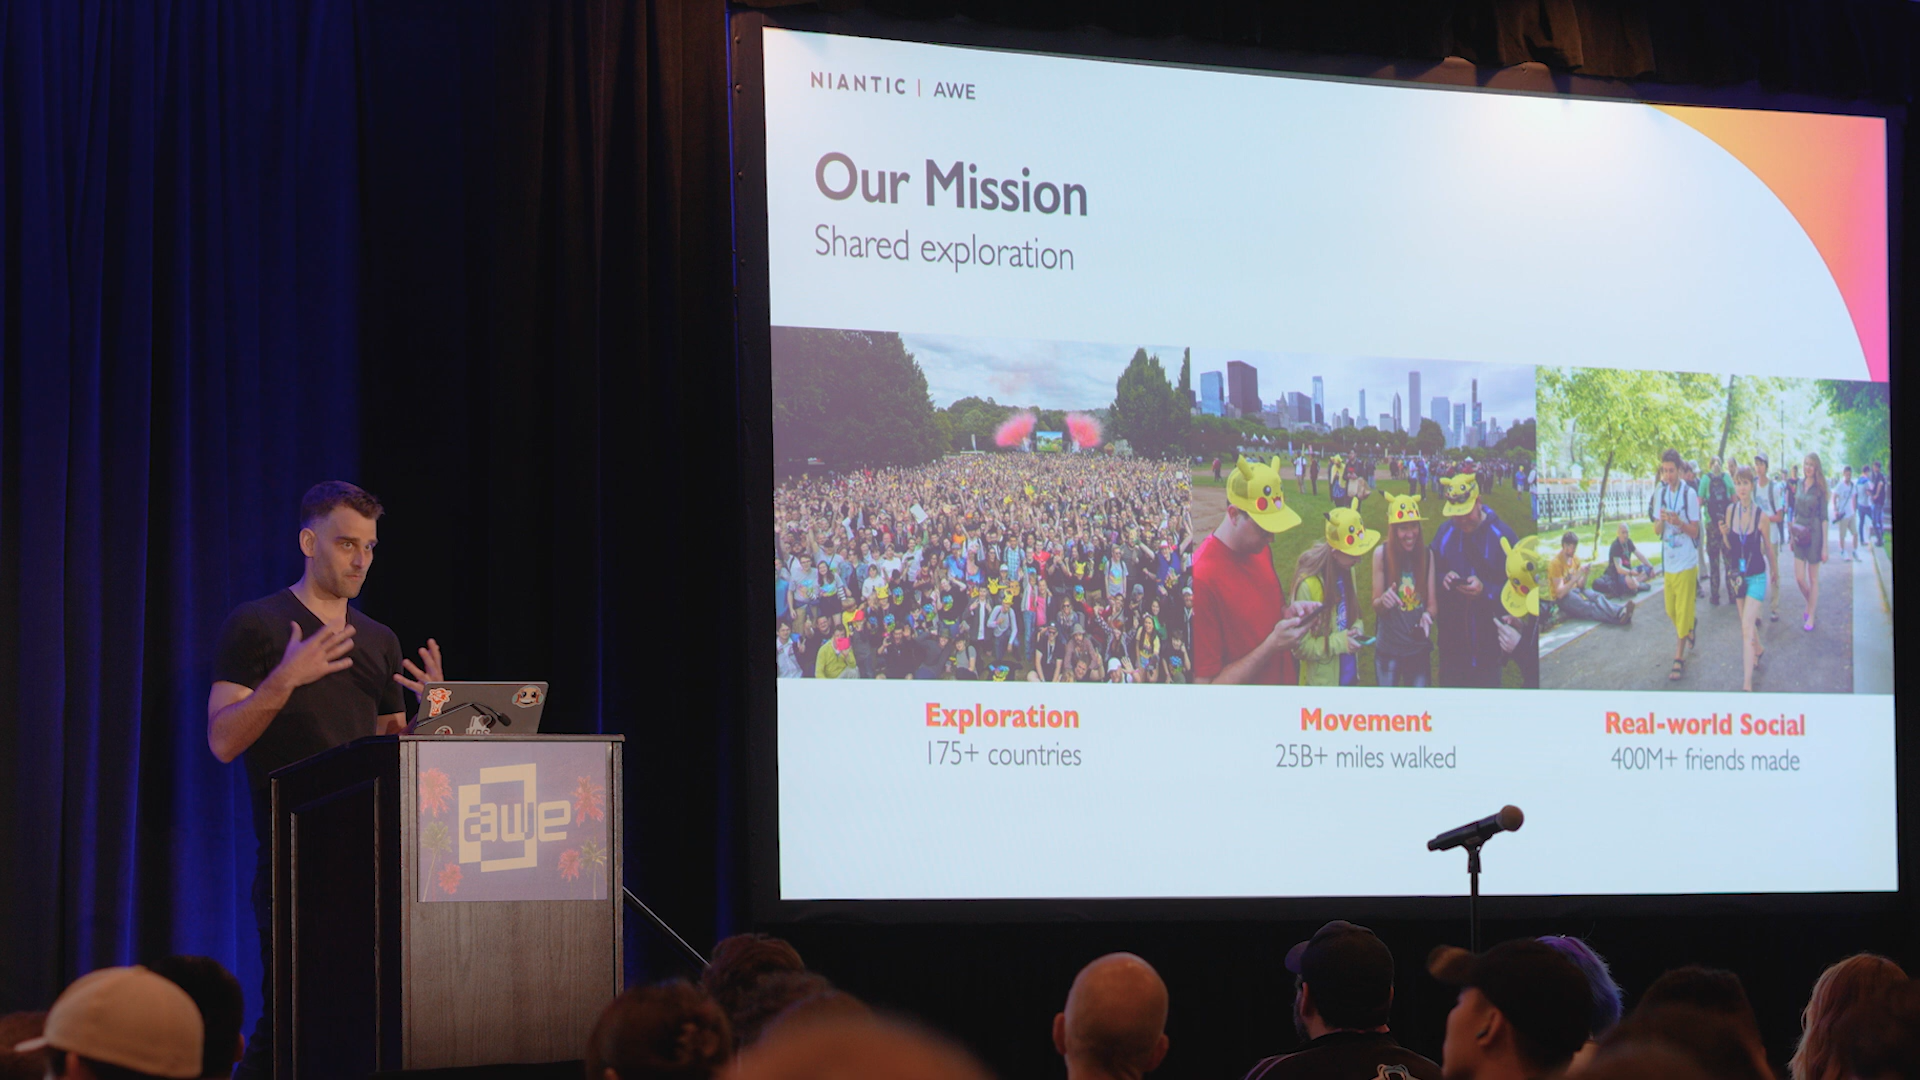 NIANTIC | AWE
Our Mission
Shared exploration
Exploration
175+ countries
Movement
25B+ miles walked
Real-world Social
400M+ friends made
awe